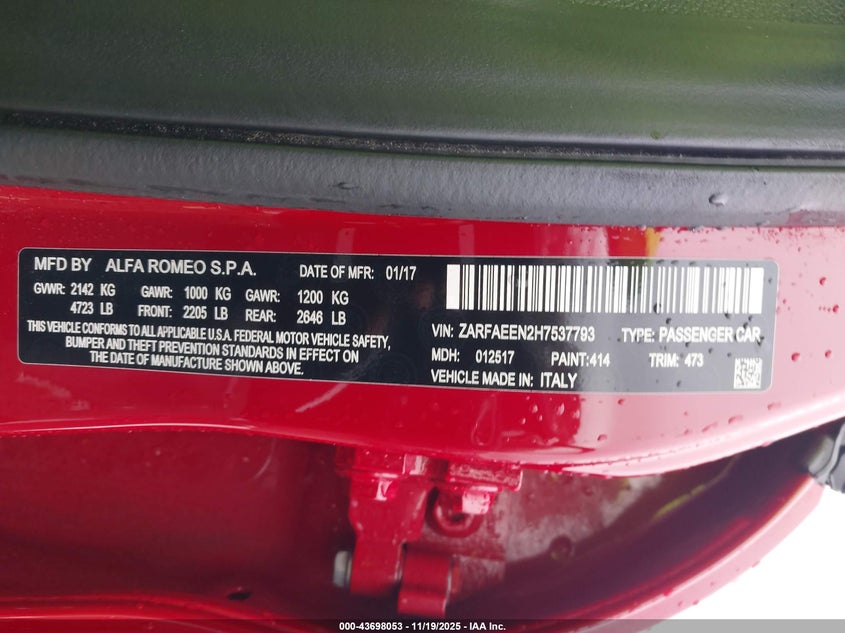 MFD BY ALFA ROMEO S.P.A. DATE OF MFR: 01/17
GVWR: 2142 KG GAWR: 1000 KG GAWR: 1200 KG
4723 LB FRONT: 2205 LB REAR: 2646 LB
THIS VEHICLE CONFORMS TO ALL APPLICABLE U.S.A. FEDERAL MOTOR VEHICLE SAFETY,
BUMPER AND THEFT PREVENTION STANDARDS IN EFFECT ON
THE DATE OF MANUFACTURE SHOWN ABOVE.
VIN: ZARFAEEN2H7537793 TYPE: PASSENGER CAR
MDH: 012517 PAINT:414 TRIM: 473
VEHICLE MADE IN: ITALY
000-43698053 — 11/19/2025 — IAA Inc.